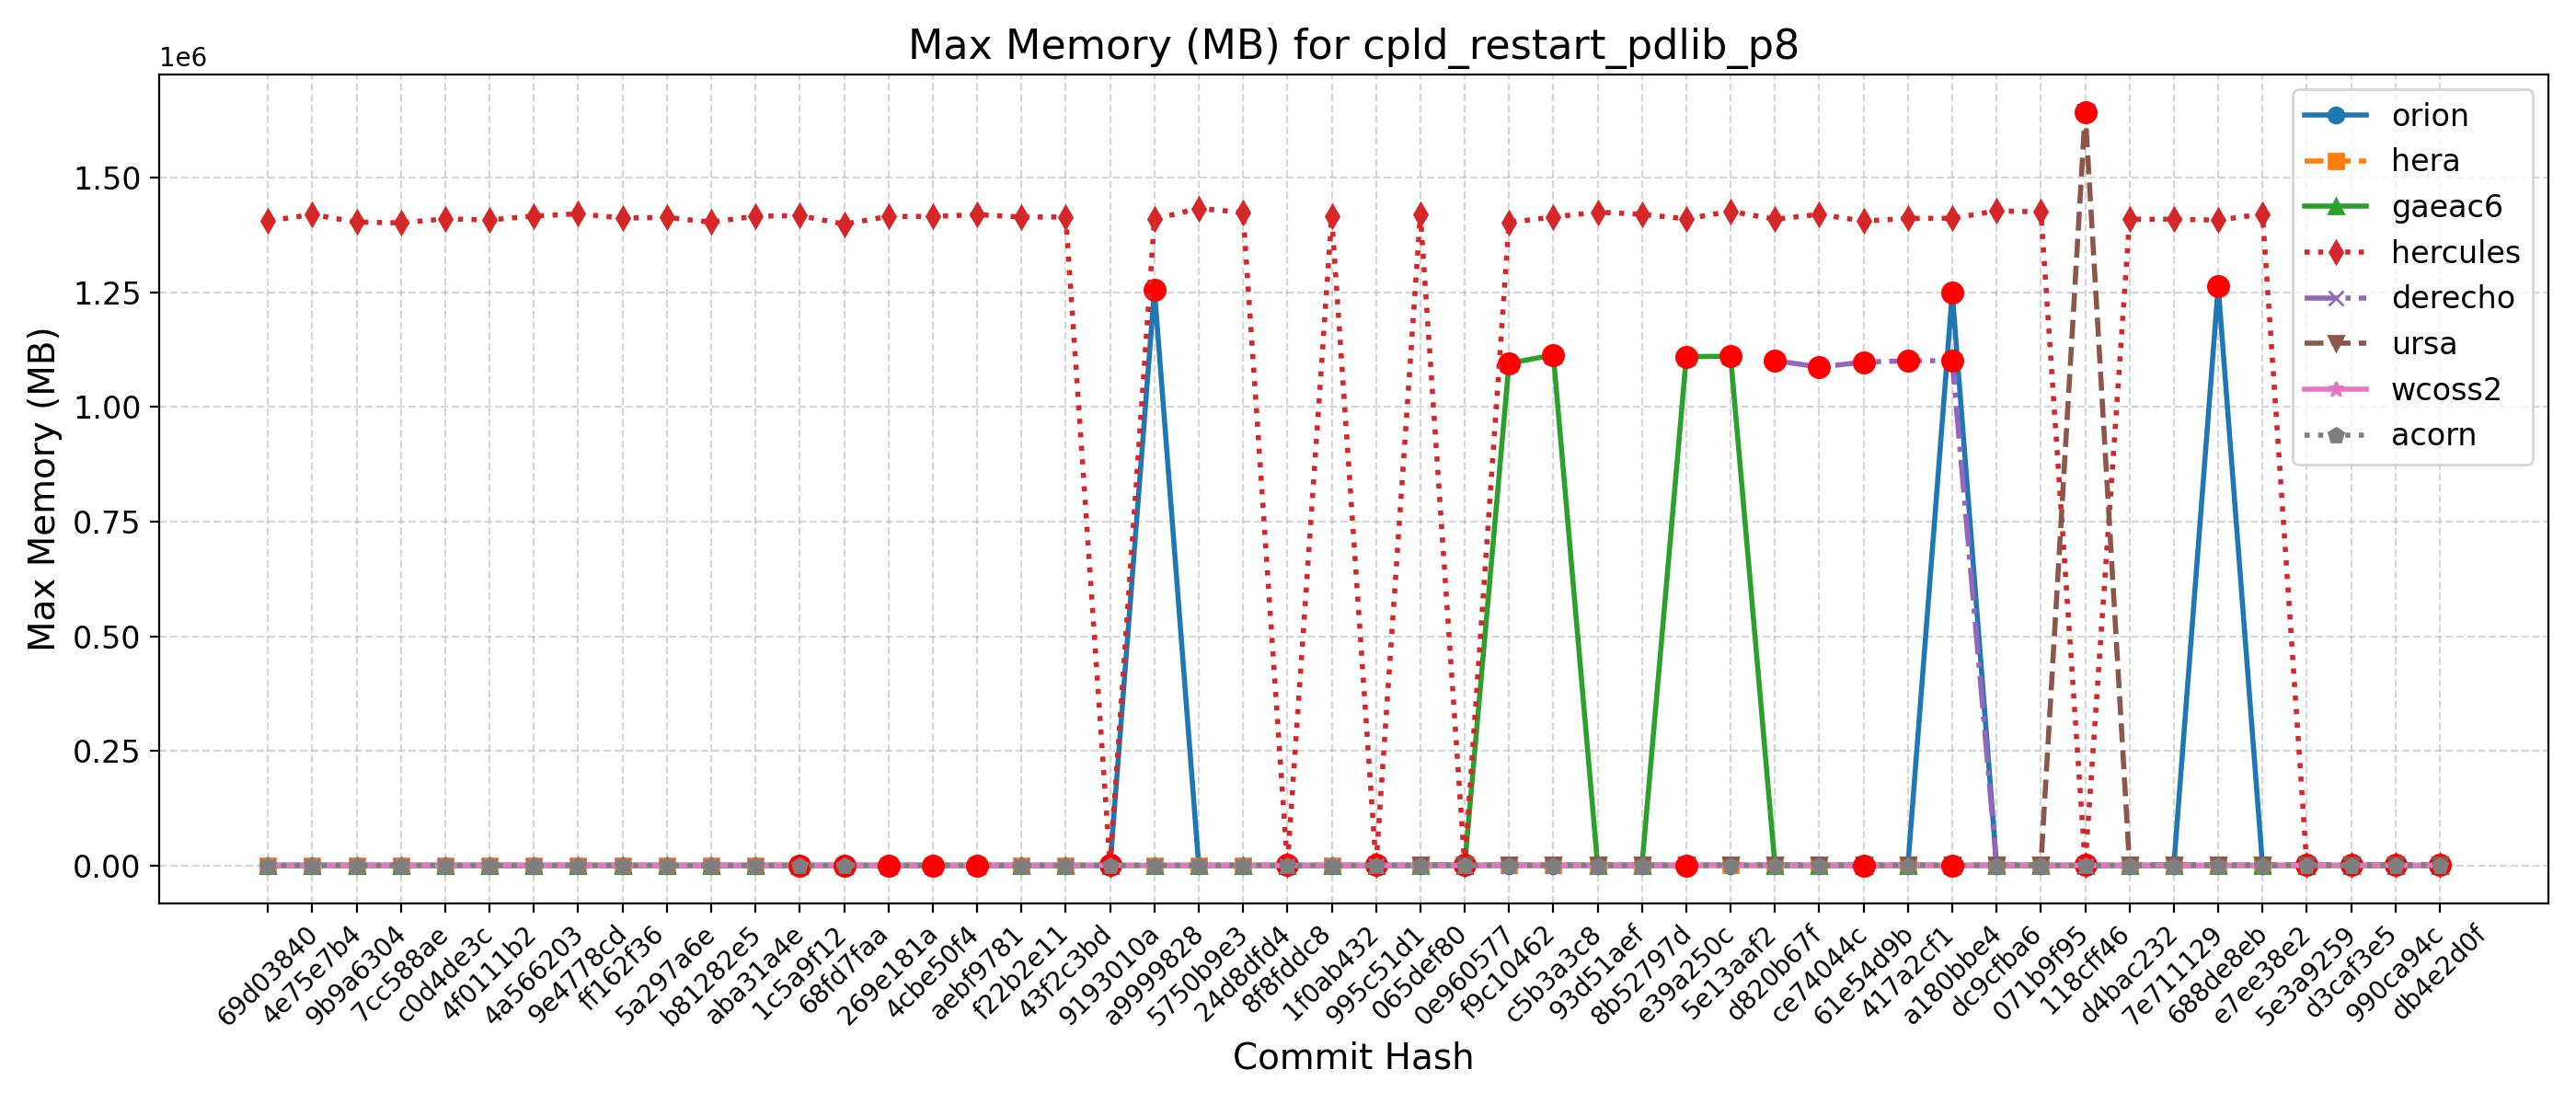 Max Memory (MB) for cpld_restart_pdlib_p8
1e6
1.50
1.25
1.00
0.75
0.50
0.25
0.00
Max Memory (MB)
orion
hera
gaeac6
hercules
derecho
ursa
wcoss2
acorn
69d03840
4e75e7b4
9b9a6304
7cc588ae
c0d4de3c
4f0111b2
4a566203
9e4778cd
ff162f36
5a297a6e
b81282e5
aba31a4e
1c5a9f12
68fd7faa
269e181a
4cbe50f4
aebf9781
f22b2e11
43f2c3bd
9193010a
a9999828
5750b9e3
24d8dfd4
8f8fddc8
1f0ab432
995c51d1
065def80
0e960577
f9c10462
c5b3a3c8
93d51aef
8b52797d
e39a250c
5e13aaf2
d820b67f
ce74044c
61e54d9b
417a2cf1
a180bbe4
dc9cfba6
071b9f95
118cff46
d4bac232
7e711129
688de8eb
e7ee38e2
5e3a9259
d3caf3e5
990ca94c
db4e2d0f
Commit Hash